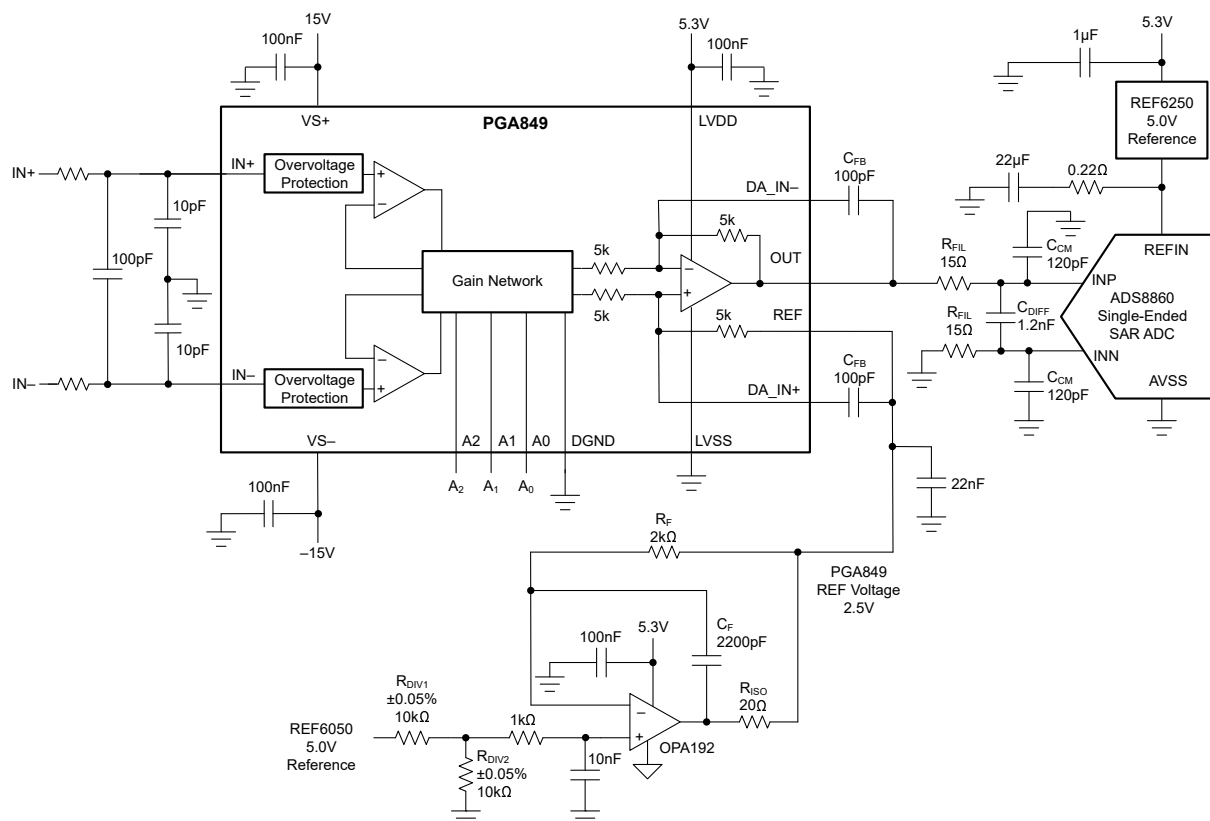 15V
5.3V
5.3V
100nF
100nF
1µF
VS+
PGA849
LVDD
REF6250
5.0V
Reference
IN+
IN+
Overvoltage
Protection
+
–
10pF
100pF
10pF
Gain Network
5k
5k
5k
5k
–
+
DA_IN–
CFB
100pF
OUT
REF
DA_IN+
CFB
100pF
22µF
0.22Ω
RFIL
15Ω
RFIL
15Ω
CCM
120pF
CDIFF
1.2nF
CCM
120pF
REFIN
INP
ADS8860
Single-Ended
SAR ADC
INN
AVSS
IN–
IN–
Overvoltage
Protection
–
+
VS–
A2
A1
A0
DGND
LVSS
100nF
–15V
A2
A1
A0
22nF
RF
2kΩ
PGA849
REF Voltage
2.5V
5.3V
100nF
CF
2200pF
RDIV1
±0.05%
10kΩ
1kΩ
REF6050
5.0V
Reference
RDIV2
±0.05%
10kΩ
10nF
–
+
OPA192
RISO
20Ω